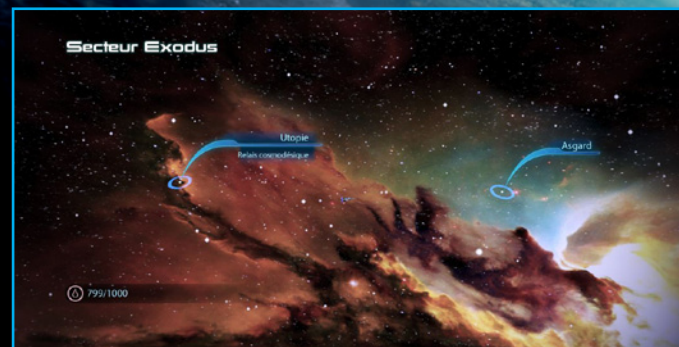 Secteur Exodus
Utopie
Relais cosmodésique
Asgard
799/1000